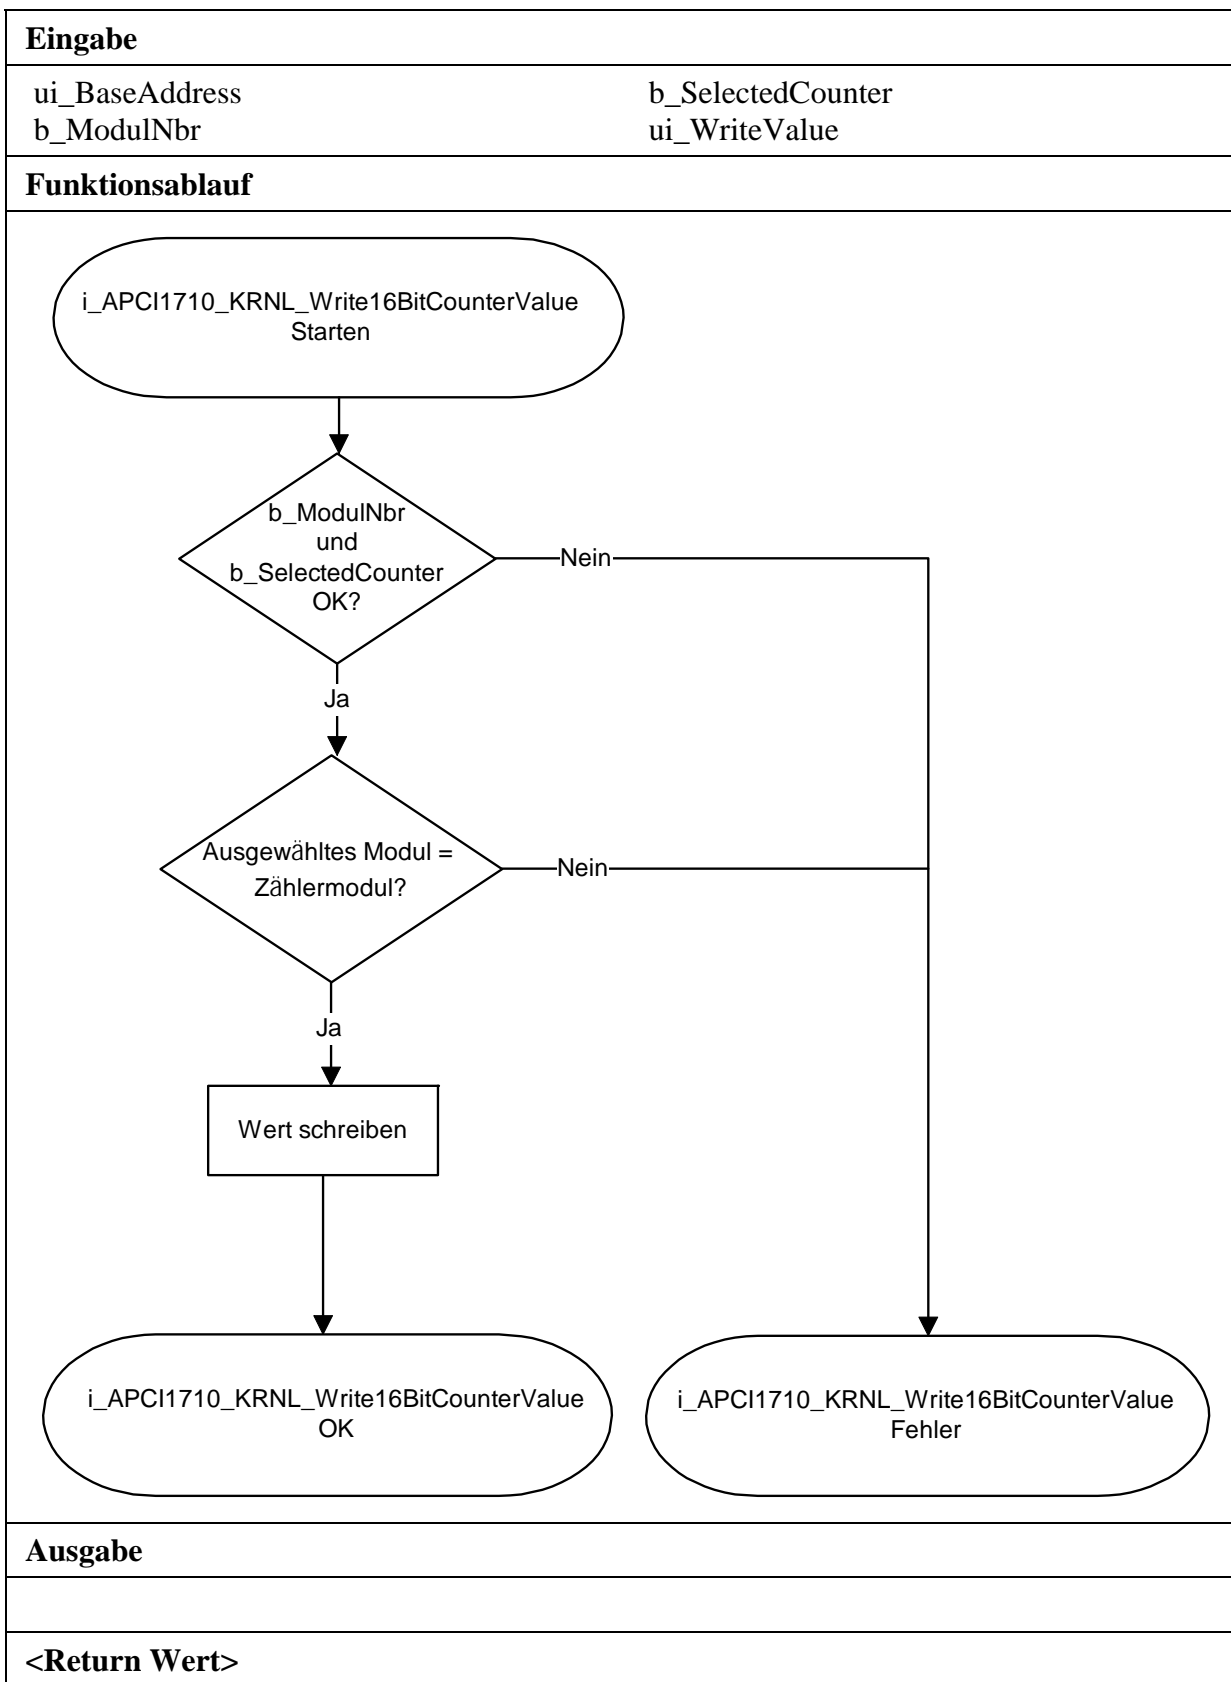 Eingabe
ui_BaseAddress b_SelectedCounter
b_ModulNbr ui_WriteValue
Funktionsablauf
i_APCI1710_KRNL_Write16BitCounterValue
Starten
b_ModulNbr
und
b_SelectedCounter
OK?
Nein
Ja
Ausgewähltes Modul =
Zählermodul?
Nein
Ja
Wert schreiben
i_APCI1710_KRNL_Write16BitCounterValue
OK
i_APCI1710_KRNL_Write16BitCounterValue
Fehler
Ausgabe
<Return Wert>